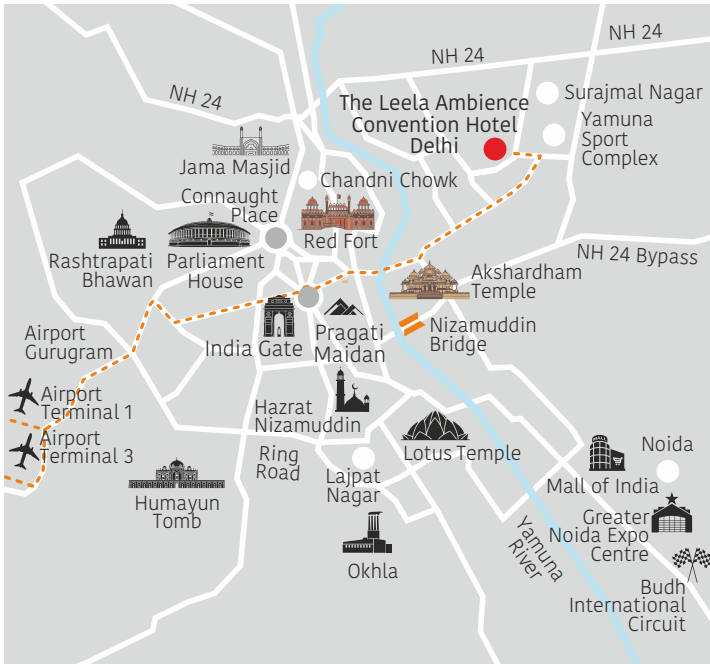 NH 24
NH 24
NH 24
The Leela Ambience
Convention Hotel
Delhi
Surajmal Nagar
Yamuna
Sport
Complex
Jama Masjid
Chandni Chowk
Connaught
Place
Red Fort
Rashtrapati
Bhawan
Parliament
House
NH 24 Bypass
Akshardham
Temple
Nizamuddin
Bridge
India Gate
Pragati
Maidan
Airport
Gurugram
Airport
Terminal 1
Airport
Terminal 3
Hazrat
Nizamuddin
Ring
Road
Lajpat
Nagar
Lotus Temple
Humayun
Tomb
Okhla
Noida
Mall of India
Greater
Noida Expo
Centre
Yamuna
River
Budh
International
Circuit